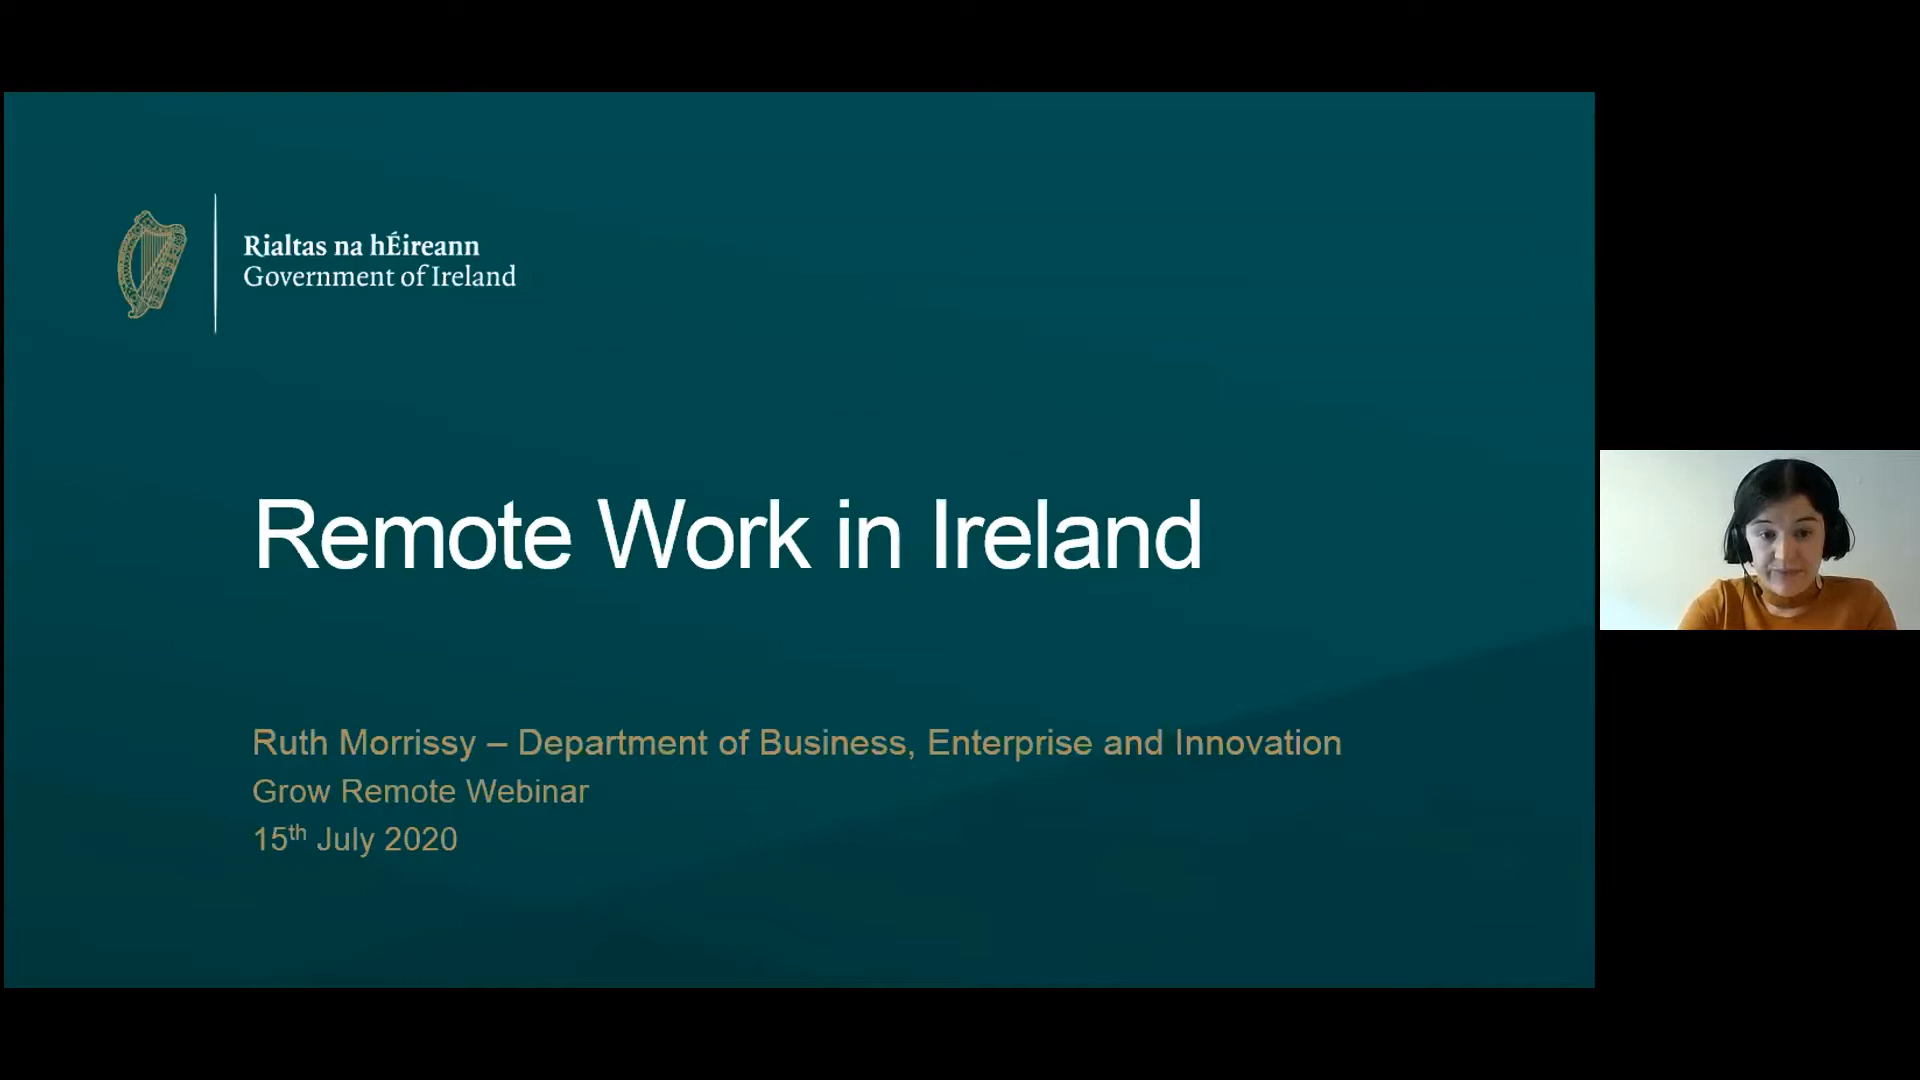 Rialtas na hÉireann
Government of Ireland
Remote Work in Ireland
Ruth Morrissy – Department of Business, Enterprise and Innovation
Grow Remote Webinar
15th July 2020